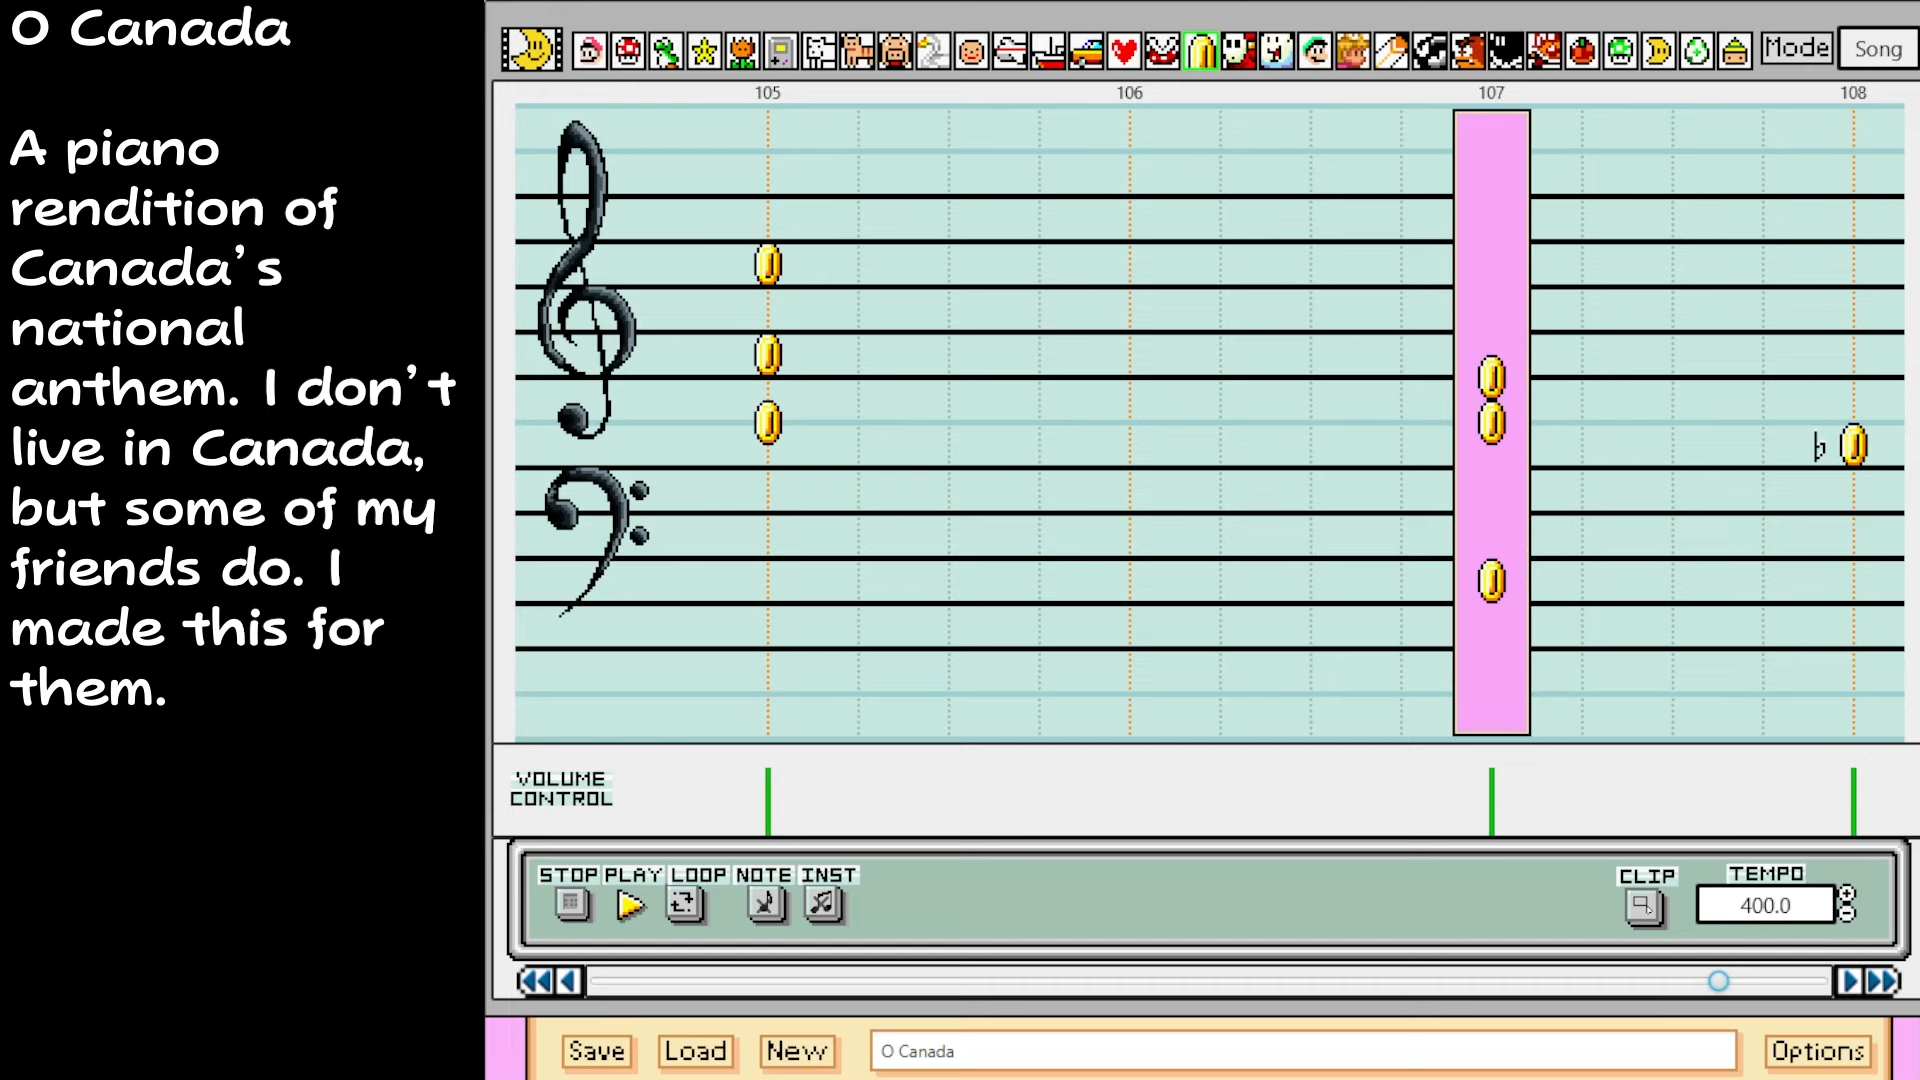 O Canada
A piano
rendition of
Canada's
national
anthem. I don't
live in Canada,
but some of my
friends do. I
made this for
them.
Mode
Song
105 106 107 108
VOLUME
CONTROL
STOP PLAY LOOP NOTE INST
CLIP
TEMPO
400.0
Save Load New
O Canada
Options